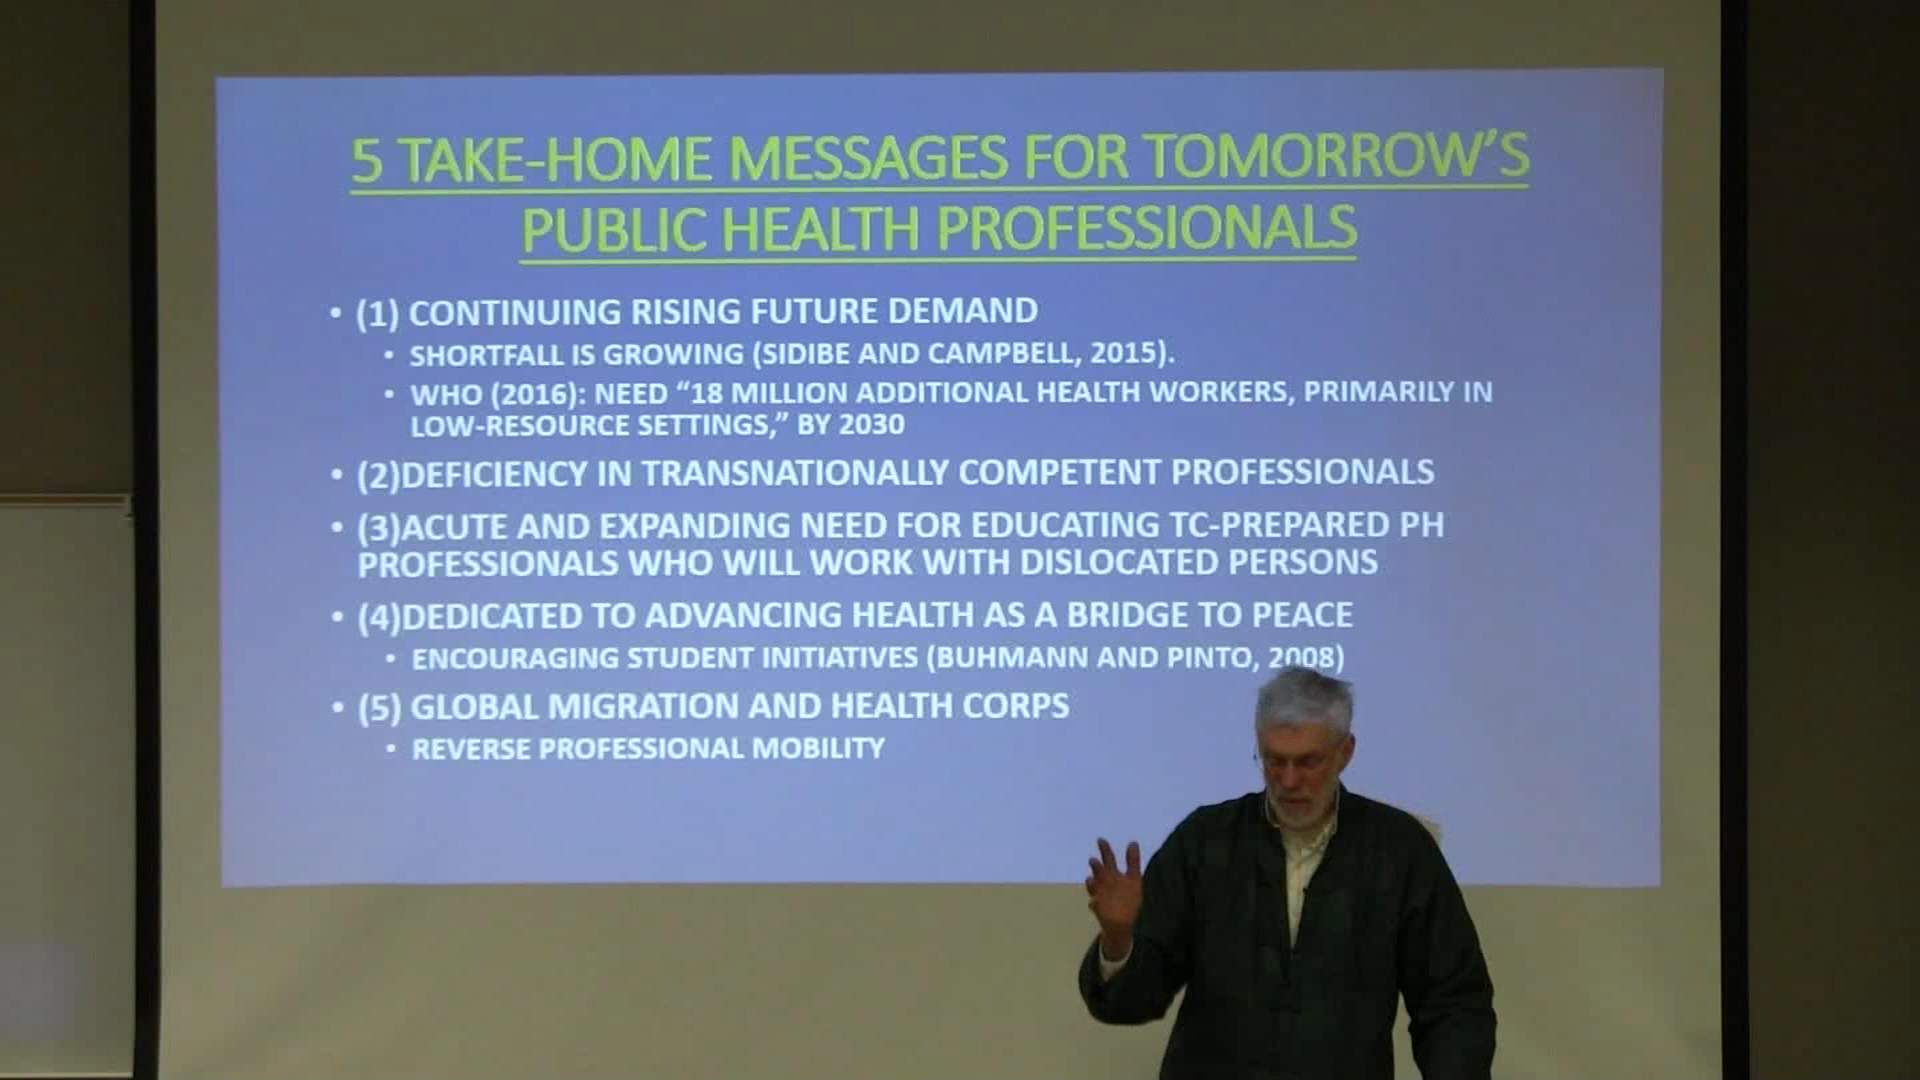 5 TAKE-HOME MESSAGES FOR TOMORROW'S
PUBLIC HEALTH PROFESSIONALS
• (1) CONTINUING RISING FUTURE DEMAND
• SHORTFALL IS GROWING (SIDIBE AND CAMPBELL, 2015).
• WHO (2016): NEED “18 MILLION ADDITIONAL HEALTH WORKERS, PRIMARILY IN
LOW-RESOURCE SETTINGS,” BY 2030
• (2)DEFICIENCY IN TRANSNATIONALLY COMPETENT PROFESSIONALS
• (3)ACUTE AND EXPANDING NEED FOR EDUCATING TC-PREPARED PH
PROFESSIONALS WHO WILL WORK WITH DISLOCATED PERSONS
• (4)DEDICATED TO ADVANCING HEALTH AS A BRIDGE TO PEACE
• ENCOURAGING STUDENT INITIATIVES (BUHMANN AND PINTO, 2008)
• (5) GLOBAL MIGRATION AND HEALTH CORPS
• REVERSE PROFESSIONAL MOBILITY